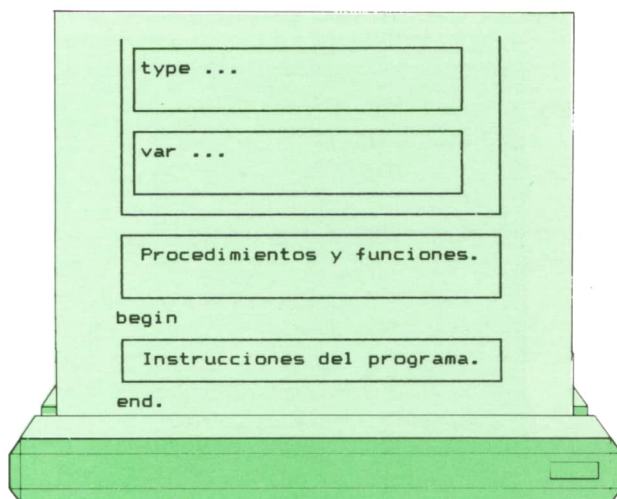 type ...
var ...
Procedimientos y funciones.
begin
Instrucciones del programa.
end.